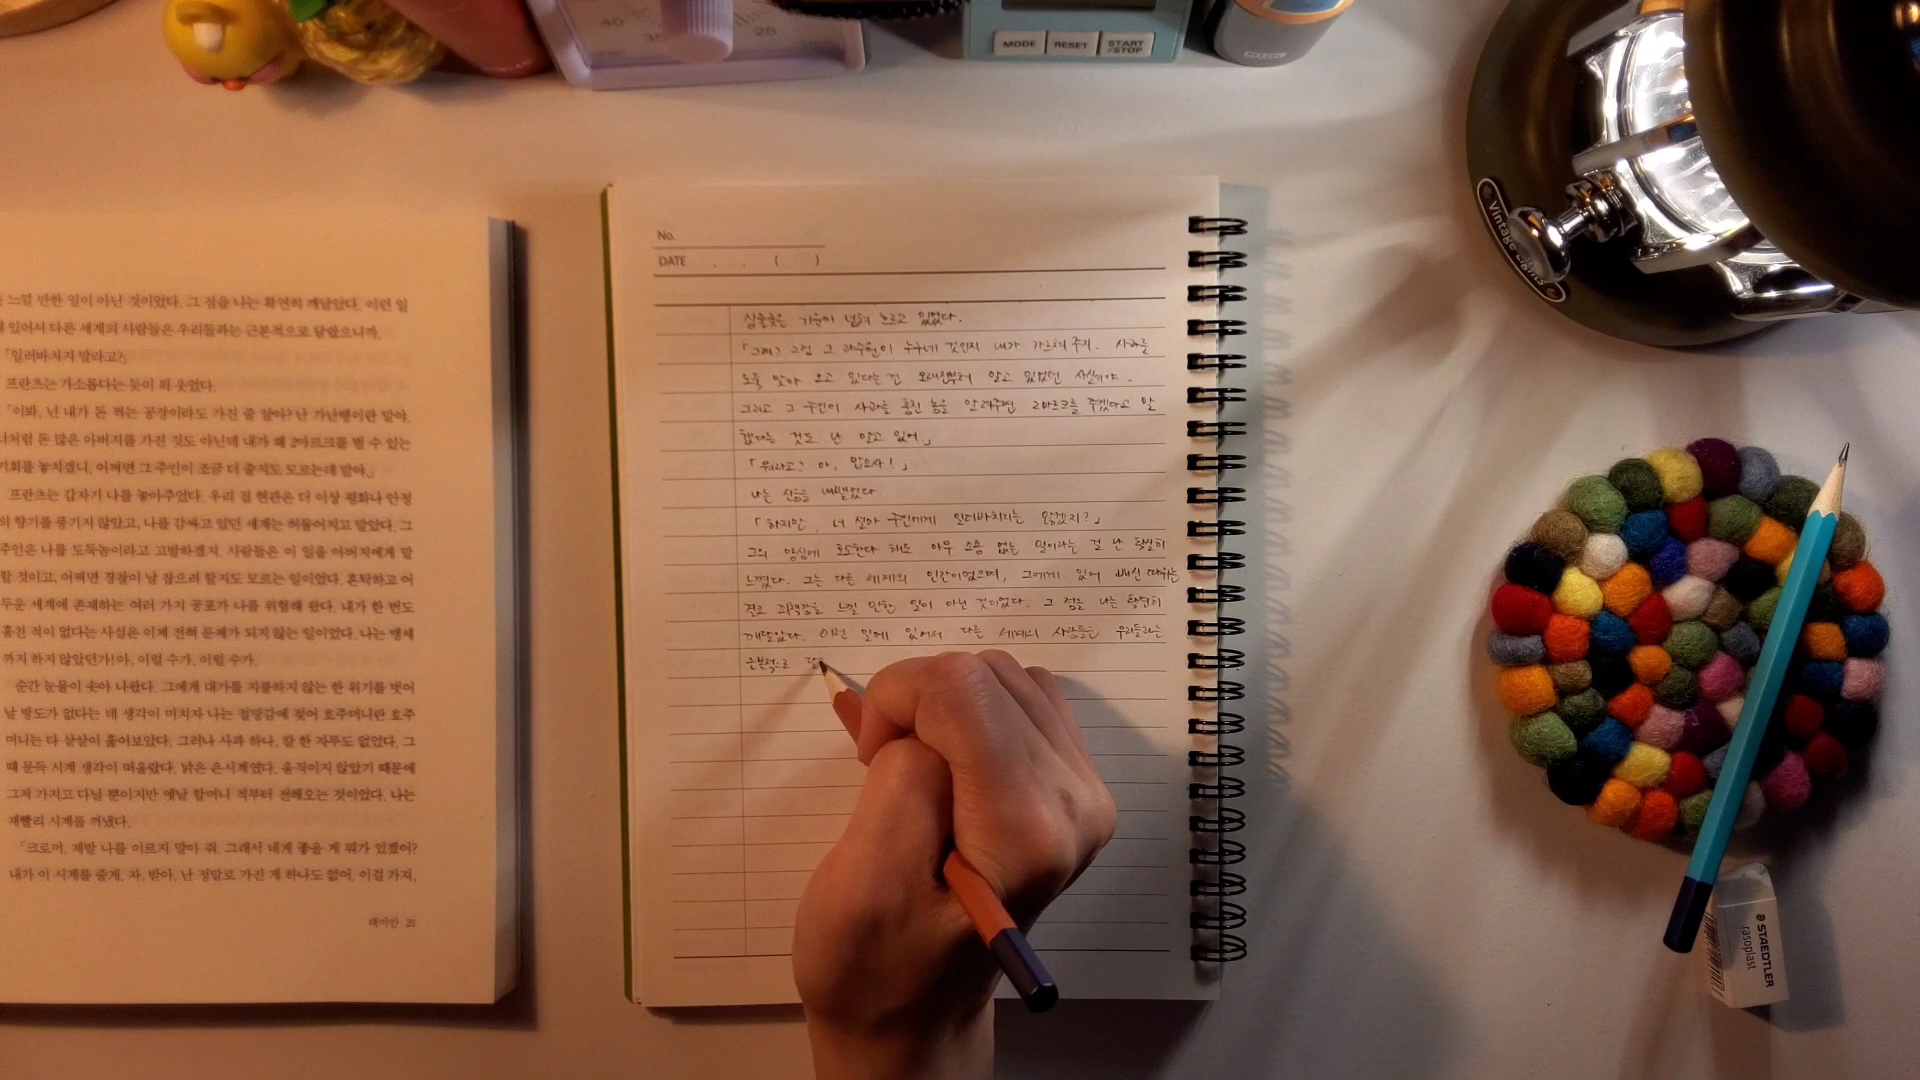 40
35
25
MODE RESET START
/STOP
느낄 만한 일이 아닌 것이었다. 그 점을 나는 확연히 깨달았다. 이런 일
있어서 다른 세계의 사람들은 우리들과는 근본적으로 달랐으니까.
「일러바치지 말라고?」
프란츠는 가소롭다는 듯이 픽 웃었다.
「이봐, 넌 내가 돈 찍는 공장이라도 가진 줄 알아? 난 가난뱅이란 말야.
너처럼 돈 많은 아버지를 가진 것도 아닌데 내가 왜 2마르크를 벌 수 있는
기회를 놓치겠니. 어쩌면 그 주인이 조금 더 줄지도 모르는데 말야.」
프란츠는 갑자기 나를 놓아주었다. 우리 집 현관은 더 이상 평화나 안정
의 향기를 풍기지 않았고, 나를 감싸고 있던 세계는 허물어지고 말았다. 그
주인은 나를 도둑놈이라고 고발하겠지. 사람들은 이 일을 아버지에게 말
할 것이고, 어쩌면 경찰이 날 잡으러 할지도 모르는 일이었다. 혼탁하고 어
두운 세계에 존재하는 여러 가지 공포가 나를 위협해 왔다. 내가 한 번도
훔친 적이 없다는 사실은 이제 전혀 문제가 되지 않는 일이었다. 나는 맹세
까지 하지 않았던가! 아, 이럴 수가, 이럴 수가.
순간 눈물이 솟아 나왔다. 그에게 대가를 지불하지 않는 한 위기를 벗어
날 방도가 없다는 데 생각이 미치자 나는 절망감에 젖어 호주머니란 호주
머니는 다 샅샅이 훑어보았다. 그러나 사과 하나, 칼 한 자루도 없었다. 그
때 문득 시계 생각이 떠올랐다. 낡은 은시계였다. 움직이지 않았기 때문에
그저 가지고 다닐 뿐이지만 옛날 할머니 적부터 전해오는 것이었다. 나는
재빨리 시계를 꺼냈다.
「크로머, 제발 나를 이르지 말아 줘. 그래서 네게 좋을 게 뭐가 있겠어?
내가 이 시계를 줄게. 자, 받아. 난 정말로 가진 게 하나도 없어. 이걸 가져,
데미안 21
No.
DATE . . ( )
심술궂은 기운이 넘쳐 흐르고 있었다.
「그래? 그럼 그 과수원이 누구네 것인지 내가 가르쳐 주지. 사과를
도둑 맞아 오고 있다는 건 오래전부터 알고 있었던 사실이야.
그리고 그 주인이 사과를 훔친 놈을 알려주면 2마르크를 주겠다고 말
했다는 것도 난 알고 있어.」
「뭐라고? 아, 맙소사!」
나는 신음을 내뱉었다
「하지만, 너 설마 주인에게 일러바치지는 않겠지?」
그의 양심에 호소한다 해도 아무 소용 없는 일이라는 걸 난 확실히
느꼈다. 그는 다른 세계의 인간이었으며, 그에게 있어 배신 따위는
결코 죄책감을 느낄 만한 일이 아닌 것이었다. 그 점을 나는 확연히
깨달았다. 이런 일에 있어서 다른 세계의 사람들은 우리들과는
근본적으로 달
Vintage Lights
STAEDTLER
rasoplast